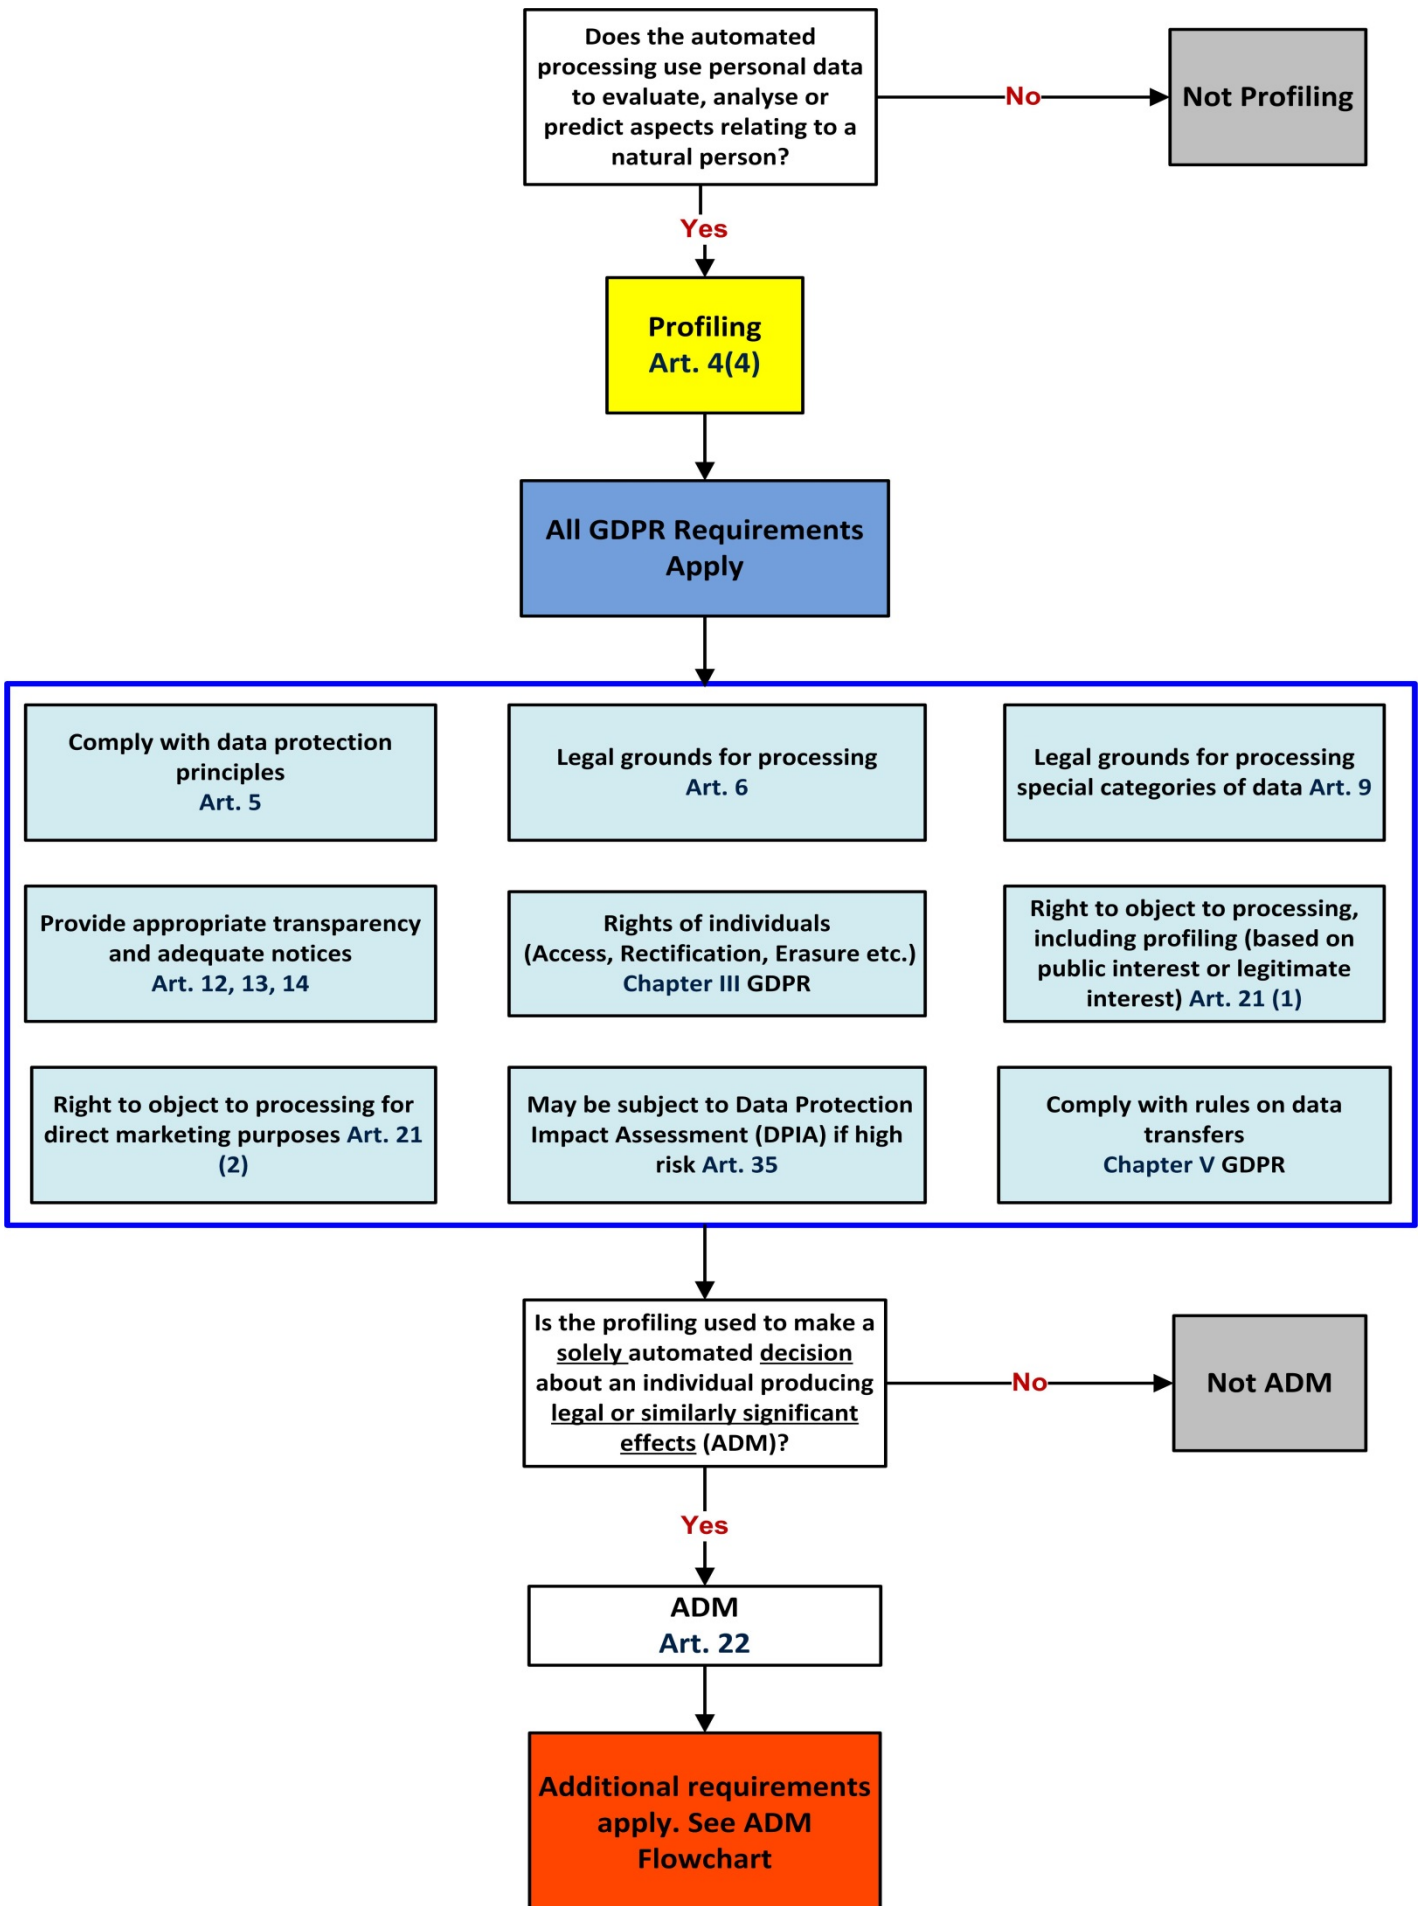 Does the automated
processing use personal data
to evaluate, analyse or
predict aspects relating to a
natural person?
No
Not Profiling
Yes
Profiling
Art. 4(4)
All GDPR Requirements
Apply
Comply with data protection
principles
Art. 5
Legal grounds for processing
Art. 6
Legal grounds for processing
special categories of data Art. 9
Provide appropriate transparency
and adequate notices
Art. 12, 13, 14
Rights of individuals
(Access, Rectification, Erasure etc.)
Chapter III GDPR
Right to object to processing,
including profiling (based on
public interest or legitimate
interest) Art. 21 (1)
Right to object to processing for
direct marketing purposes Art. 21
(2)
May be subject to Data Protection
Impact Assessment (DPIA) if high
risk Art. 35
Comply with rules on data
transfers
Chapter V GDPR
Is the profiling used to make a
solely automated decision
about an individual producing
legal or similarly significant
effects (ADM)?
No
Not ADM
Yes
ADM
Art. 22
Additional requirements
apply. See ADM
Flowchart